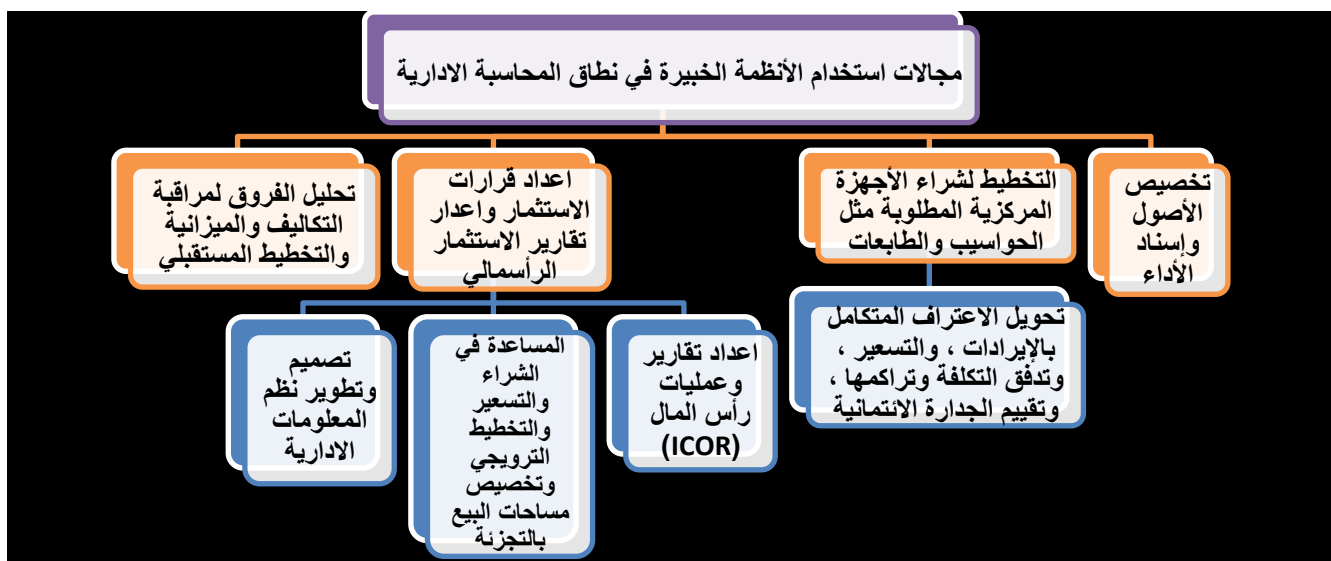 مجالات استخدام الأنظمة الخبيرة في نطاق المحاسبة الادارية
تخصيص
الأصول
وإسناد
الأداء
التخطيط لشراء الأجهزة
المركزية المطلوبة مثل
الحواسيب والطابعات
اعداد قرارات
الاستثمار واعدار
تقارير الاستثمار
الرأسمالي
تحليل الفروق لمراقبة
التكاليف والميزانية
والتخطيط المستقبلي
تحويل الاعتراف المتكامل
بالإيرادات ، والتسعير ،
وتدفق التكلفة وتراكمها ،
وتقييم الجدارة الائتمانية
اعداد تقارير
وعمليات
رأس المال
(ICOR)
المساعدة في
الشراء
والتسعير
والتخطيط
الترويجي
وتخصيص
مساحات البيع
بالتجزئة
تصميم
وتطوير نظم
المعلومات
الادارية